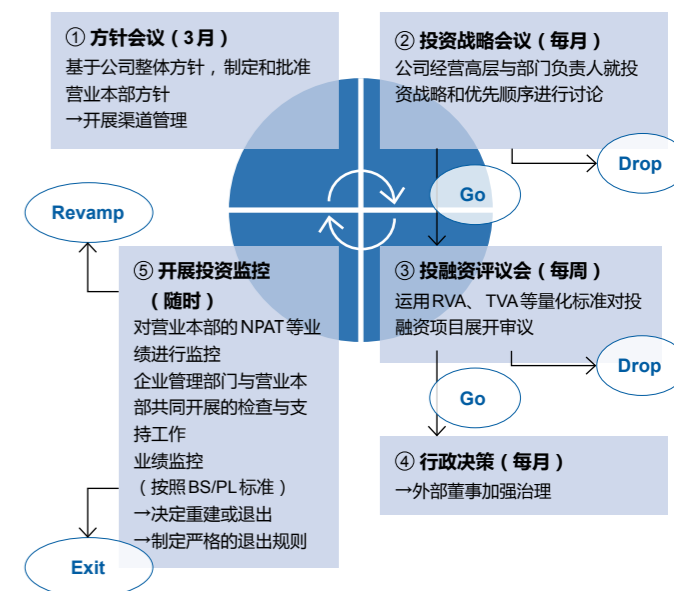 ① 方针会议（3月）
基于公司整体方针，制定和批准
营业本部方针
→开展渠道管理
② 投资战略会议（每月）
公司经营高层与部门负责人就投
资战略和优先顺序进行讨论
Drop
Go
Revamp
③ 投融资评议会（每周）
运用RVA、TVA等量化标准对投
融资项目展开审议
Drop
Go
④ 行政决策（每月）
→外部董事加强治理
⑤ 开展投资监控
（随时）
对营业本部的NPAT等业
绩进行监控
企业管理部门与营业本
部共同开展的检查与支
持工作
业绩监控
（按照BS/PL标准）
→决定重建或退出
→制定严格的退出规则
Exit